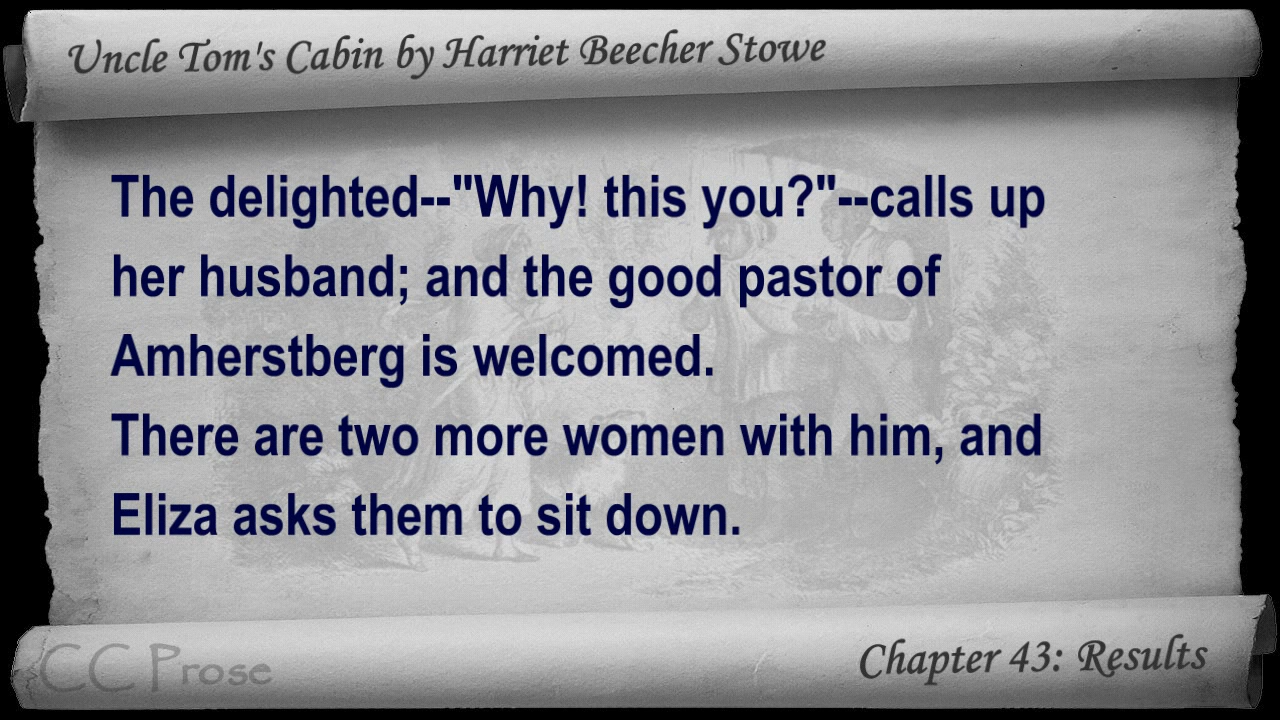 Uncle Tom's Cabin by Harriet Beecher Stowe
The delighted--"Why! this you?"--calls up
her husband; and the good pastor of
Amherstberg is welcomed.
There are two more women with him, and
Eliza asks them to sit down.
CC Prose
Chapter 43: Results